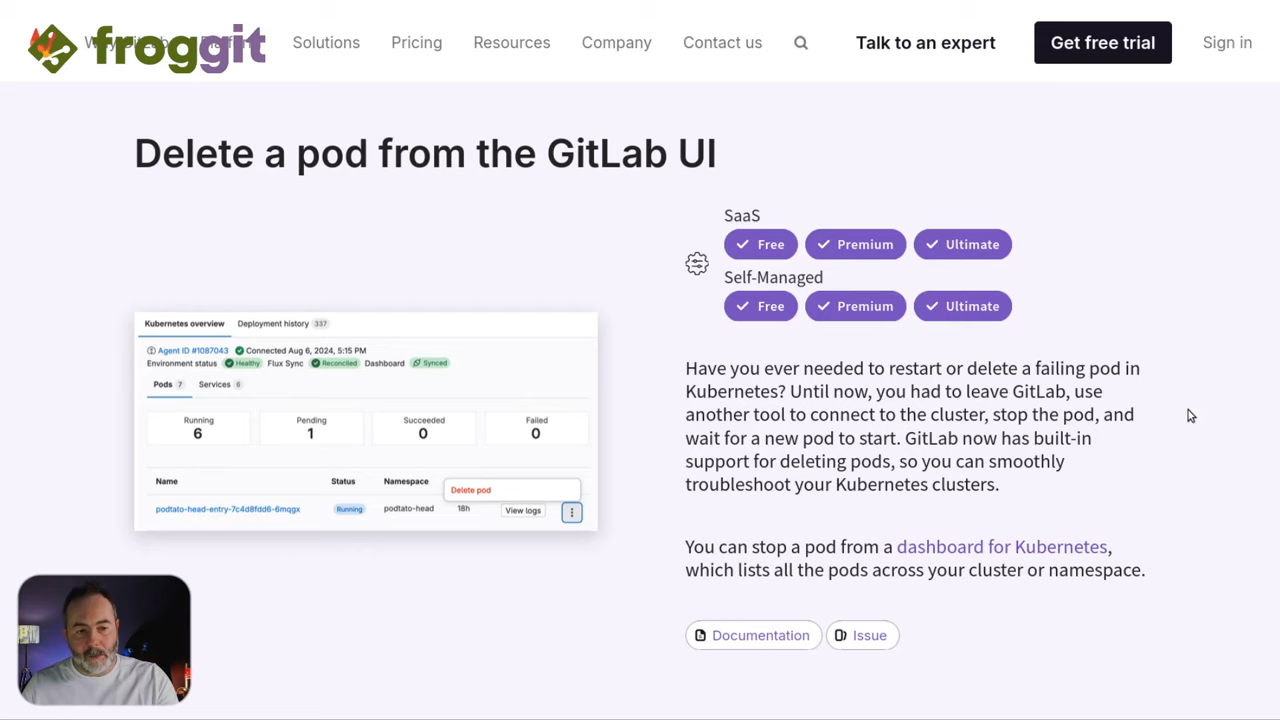 froggit
Solutions
Pricing
Resources
Company
Contact us
Talk to an expert
Get free trial
Sign in
Delete a pod from the GitLab UI
SaaS
Free
Premium
Ultimate
Self-Managed
Free
Premium
Ultimate
Kubernetes overview
Deployment history 337
Agent ID #1087043 Connected Aug 6, 2024, 5:15 PM
Environment status Healthy Flux Sync Reconciled Dashboard Synced
Pods 7 Services 6
Running
6
Pending
1
Succeeded
0
Failed
0
Name Status Namespace
Delete pod
podtato-head-entry-7c4d8fdd6-6mqgx Running podtato-head 18h View logs
Have you ever needed to restart or delete a failing pod in
Kubernetes? Until now, you had to leave GitLab, use
another tool to connect to the cluster, stop the pod, and
wait for a new pod to start. GitLab now has built-in
support for deleting pods, so you can smoothly
troubleshoot your Kubernetes clusters.
You can stop a pod from a dashboard for Kubernetes,
which lists all the pods across your cluster or namespace.
Documentation
Issue